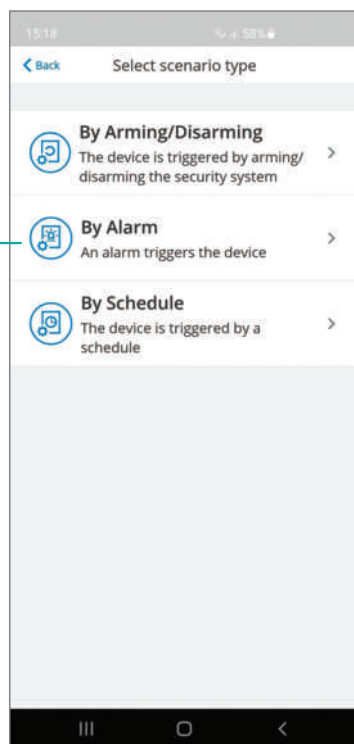 15:18 58%
Back Select scenario type
By Arming/Disarming
The device is triggered by arming/
disarming the security system
By Alarm
An alarm triggers the device
By Schedule
The device is triggered by a
schedule